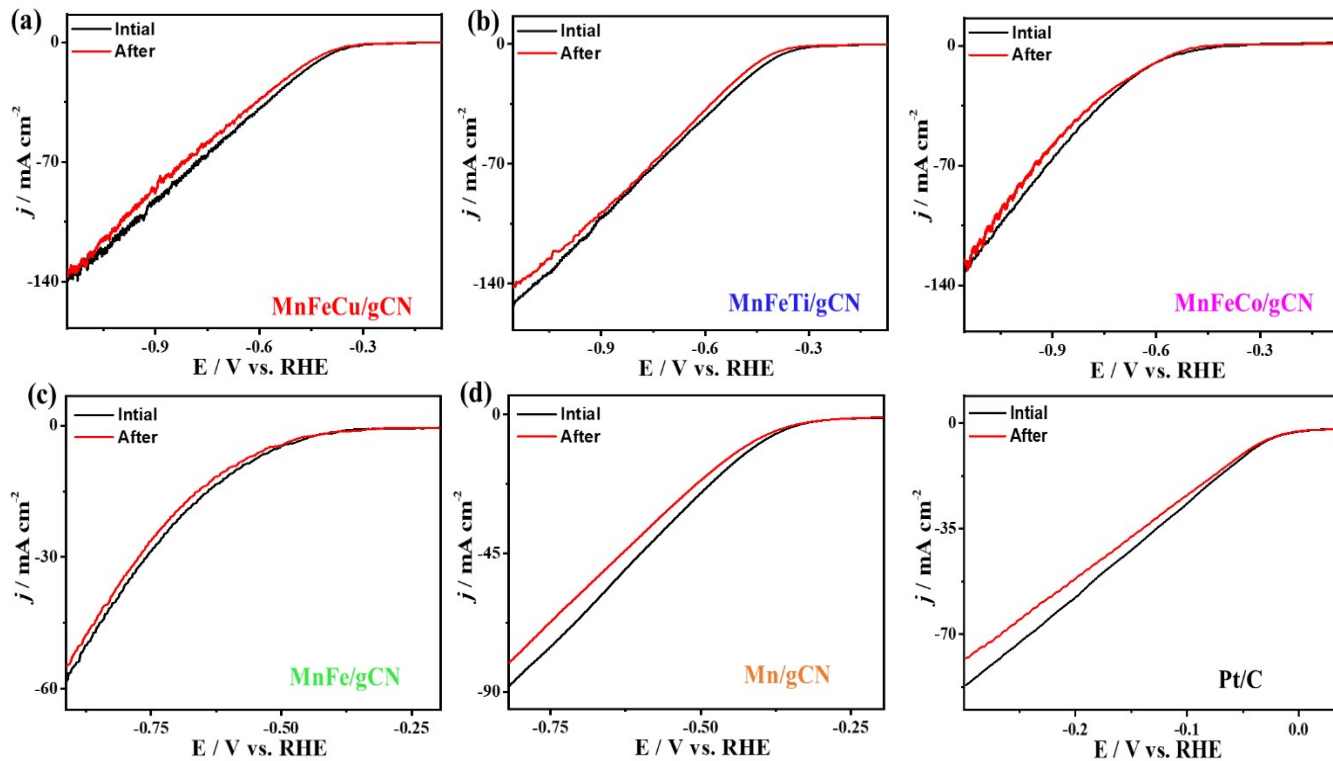 (a)
Intial
After
0
-70
-140
j / mA cm-2
MnFeCu/gCN
-0.9 -0.6 -0.3
E / V vs. RHE
(b)
Intial
After
0
-70
-140
j / mA cm-2
MnFeTi/gCN
-0.9 -0.6 -0.3
E / V vs. RHE
Intial
After
0
-70
-140
j / mA cm-2
MnFeCo/gCN
-0.9 -0.6 -0.3
E / V vs. RHE
(c)
Intial
After
0
-30
-60
j / mA cm-2
MnFe/gCN
-0.75 -0.50 -0.25
E / V vs. RHE
(d)
Intial
After
0
-45
-90
j / mA cm-2
Mn/gCN
-0.75 -0.50 -0.25
E / V vs. RHE
Intial
After
0
-35
-70
j / mA cm-2
Pt/C
-0.2 -0.1 0.0
E / V vs. RHE